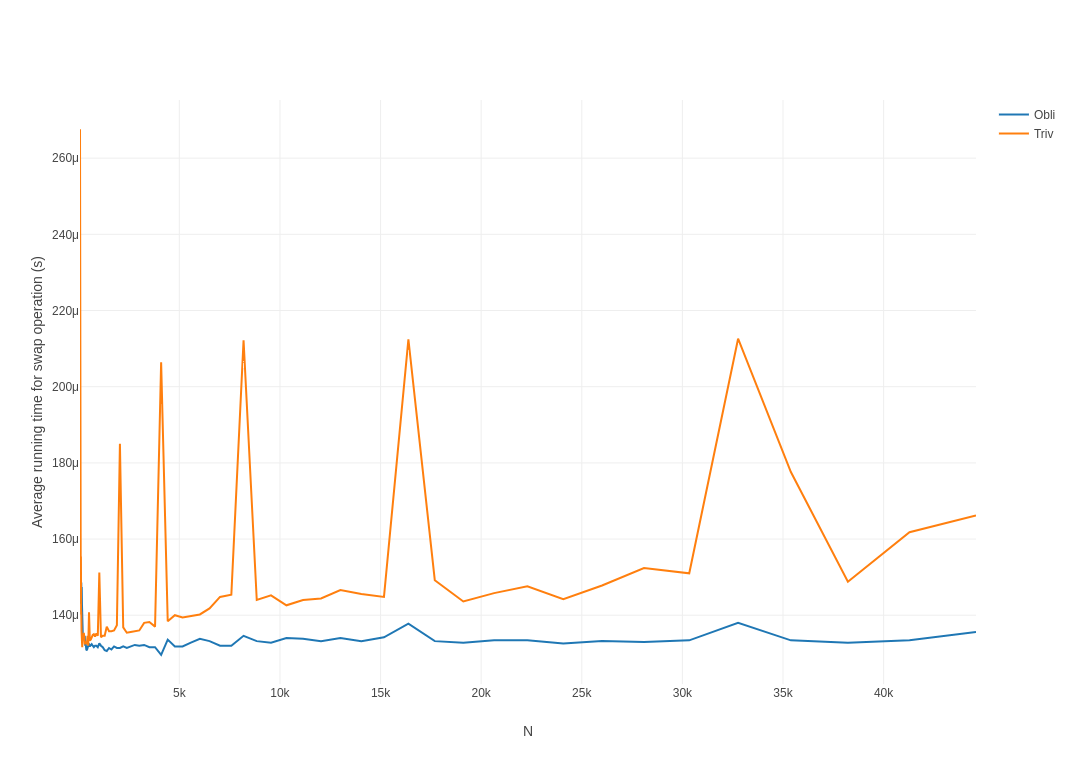 Obli
Triv
260μ
240μ
220μ
200μ
180μ
160μ
140μ
Average running time for swap operation (s)
5k 10k 15k 20k 25k 30k 35k 40k
N